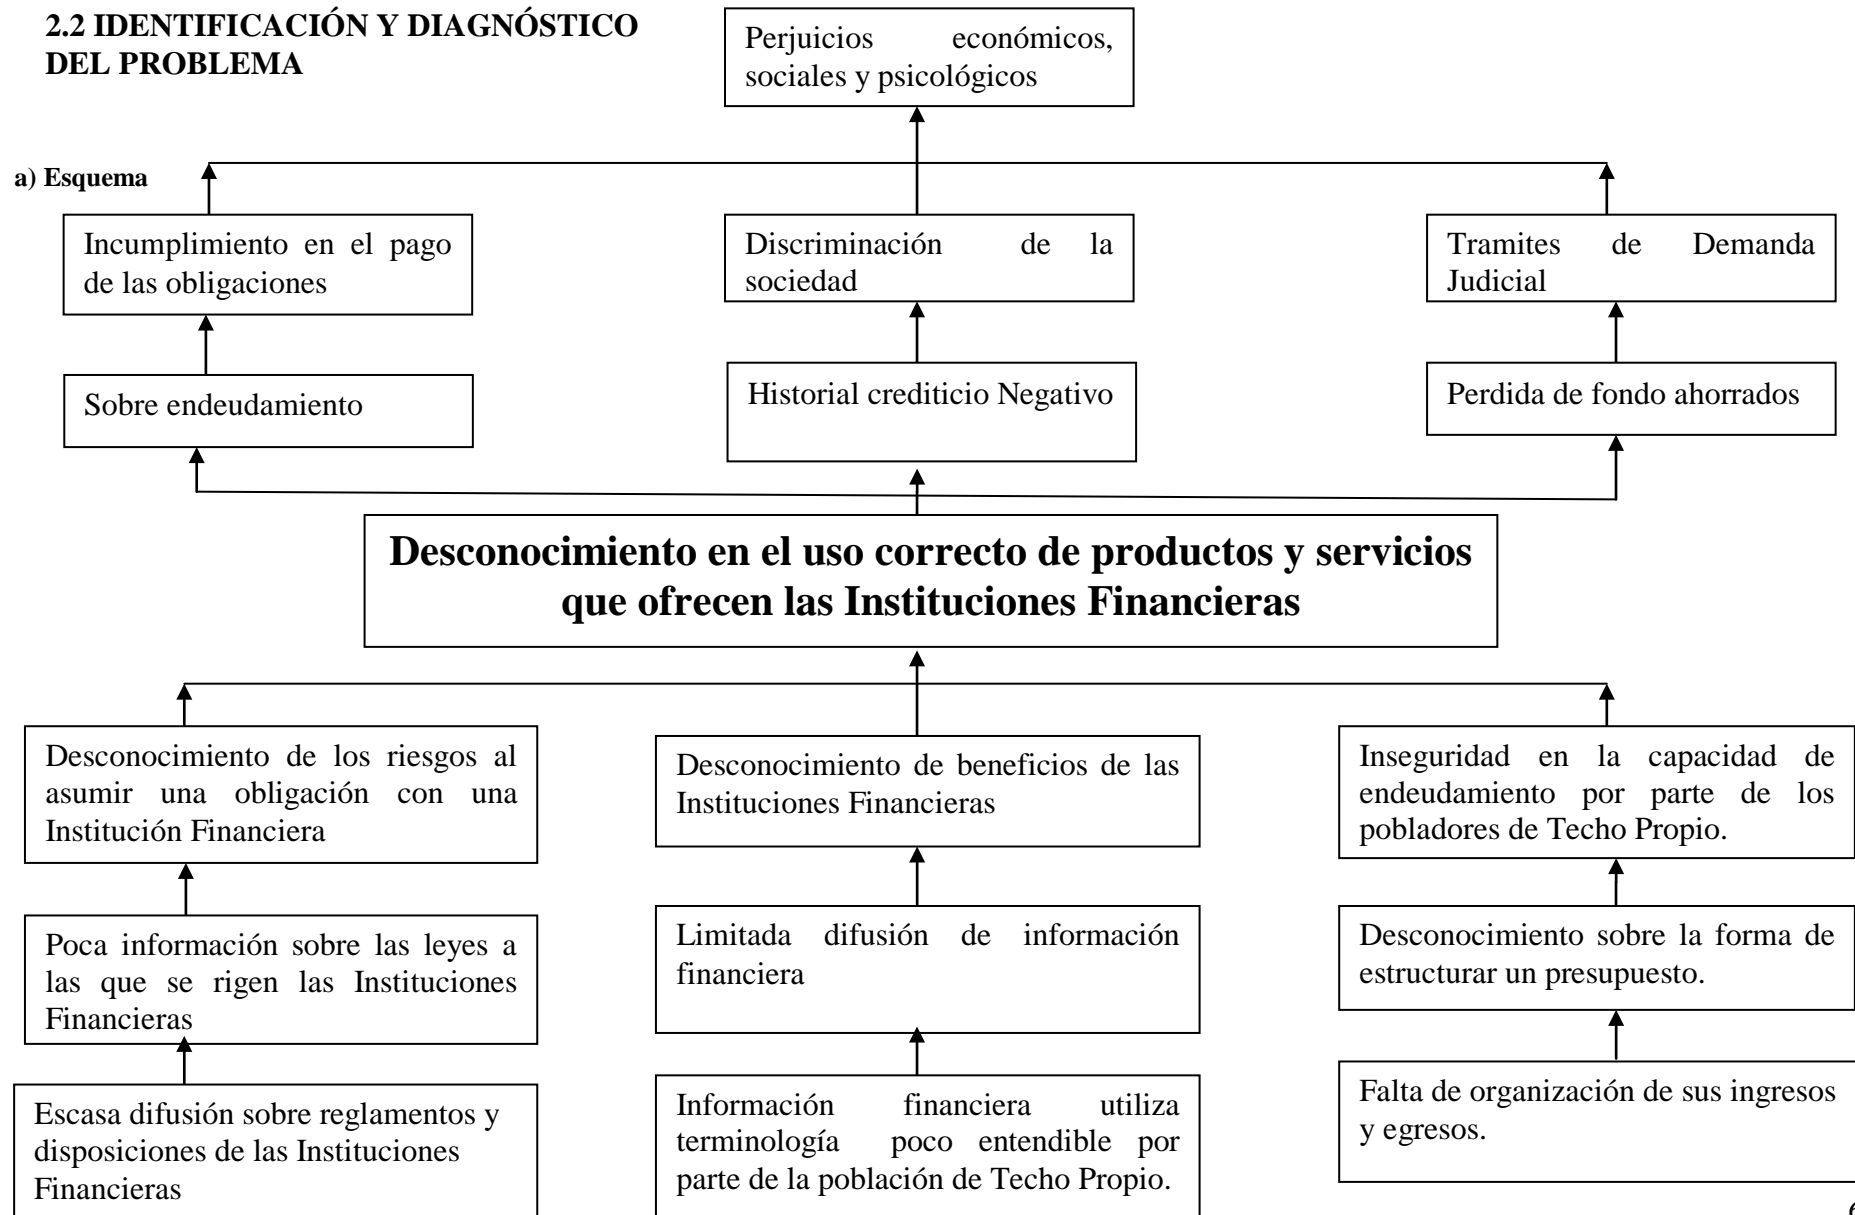 2.2 IDENTIFICACIÓN Y DIAGNÓSTICO
DEL PROBLEMA
Perjuicios económicos,
sociales y psicológicos
a) Esquema
Incumplimiento en el pago
de las obligaciones
Discriminación de la
sociedad
Tramites de Demanda
Judicial
Sobre endeudamiento
Historial crediticio Negativo
Perdida de fondo ahorrados
Desconocimiento en el uso correcto de productos y servicios
que ofrecen las Instituciones Financieras
Desconocimiento de los riesgos al
asumir una obligación con una
Institución Financiera
Desconocimiento de beneficios de las
Instituciones Financieras
Inseguridad en la capacidad de
endeudamiento por parte de los
pobladores de Techo Propio.
Poca información sobre las leyes a
las que se rigen las Instituciones
Financieras
Limitada difusión de información
financiera
Desconocimiento sobre la forma de
estructurar un presupuesto.
Escasa difusión sobre reglamentos y
disposiciones de las Instituciones
Financieras
Información financiera utiliza
terminología poco entendible por
parte de la población de Techo Propio.
Falta de organización de sus ingresos
y egresos.